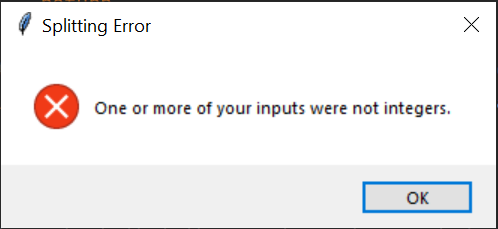 Splitting Error
One or more of your inputs were not integers.
OK